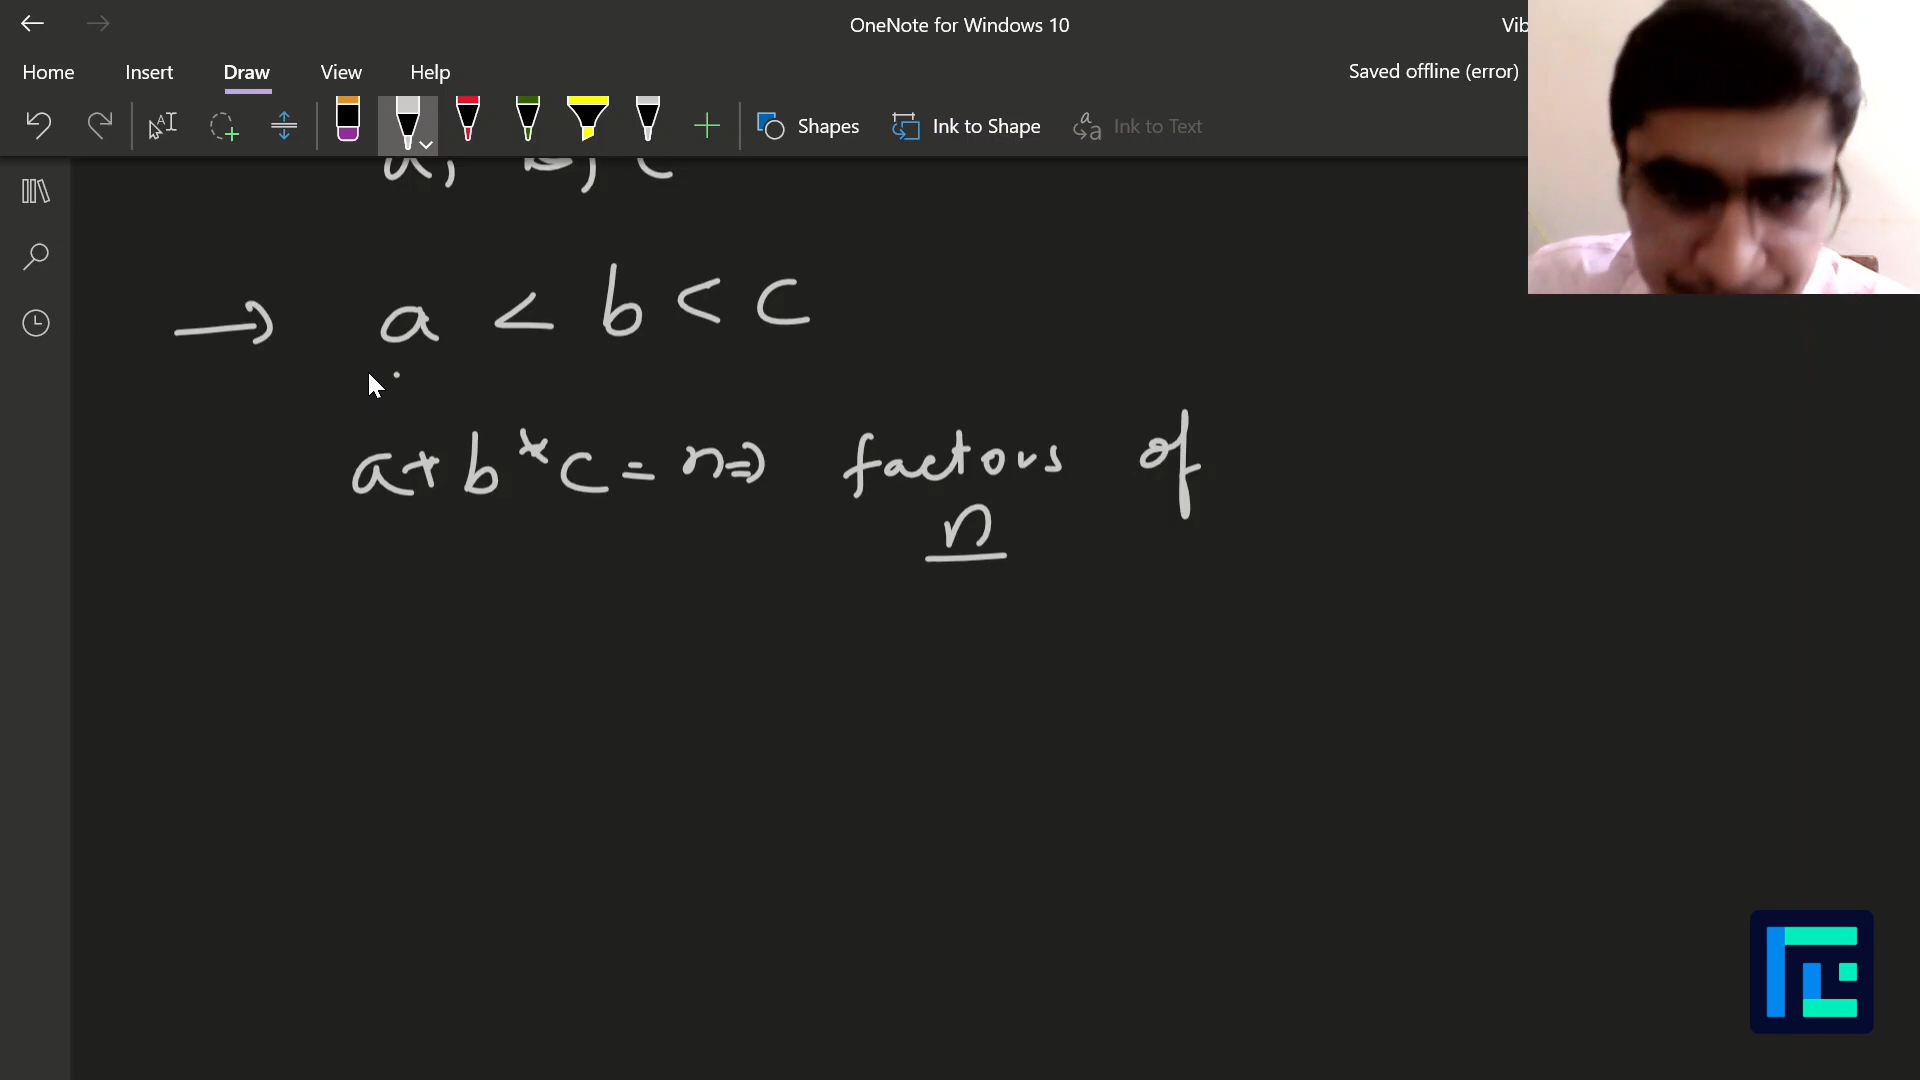 OneNote for Windows 10
Vib
Home Insert Draw View Help
Saved offline (error)
Shapes Ink to Shape Ink to Text
a, b, c
→ a < b < c
a * b * c = n ⇒ factors of
n